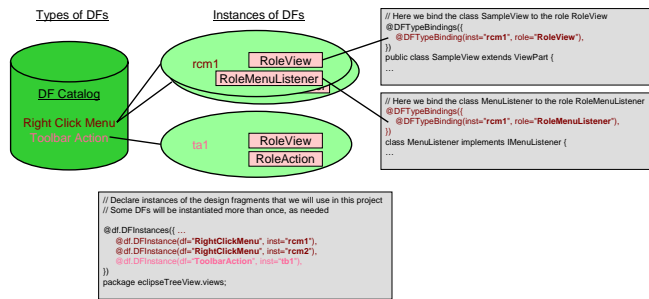 Types of DFs
Instances of DFs
DF Catalog
Right Click Menu
Toolbar Action
rcm1
RoleView
RoleMenuListener
ta1
RoleView
RoleAction
// Here we bind the class SampleView to the role RoleView
@DFTypeBindings({
@DFTypeBinding(inst="rcm1", role="RoleView"),
})
public class SampleView extends ViewPart {
…
// Here we bind the class MenuListener to the role RoleMenuListener
@DFTypeBindings({
@DFTypeBinding(inst="rcm1", role="RoleMenuListener"),
})
class MenuListener implements IMenuListener {
…
// Declare instances of the design fragments that we will use in this project
// Some DFs will be instantiated more than once, as needed
@df.DFInstances({ …
@df.DFInstance(df="RightClickMenu", inst="rcm1"),
@df.DFInstance(df="RightClickMenu", inst="rcm2"),
@df.DFInstance(df="ToolbarAction", inst="tb1"),
})
package eclipseTreeView.views;